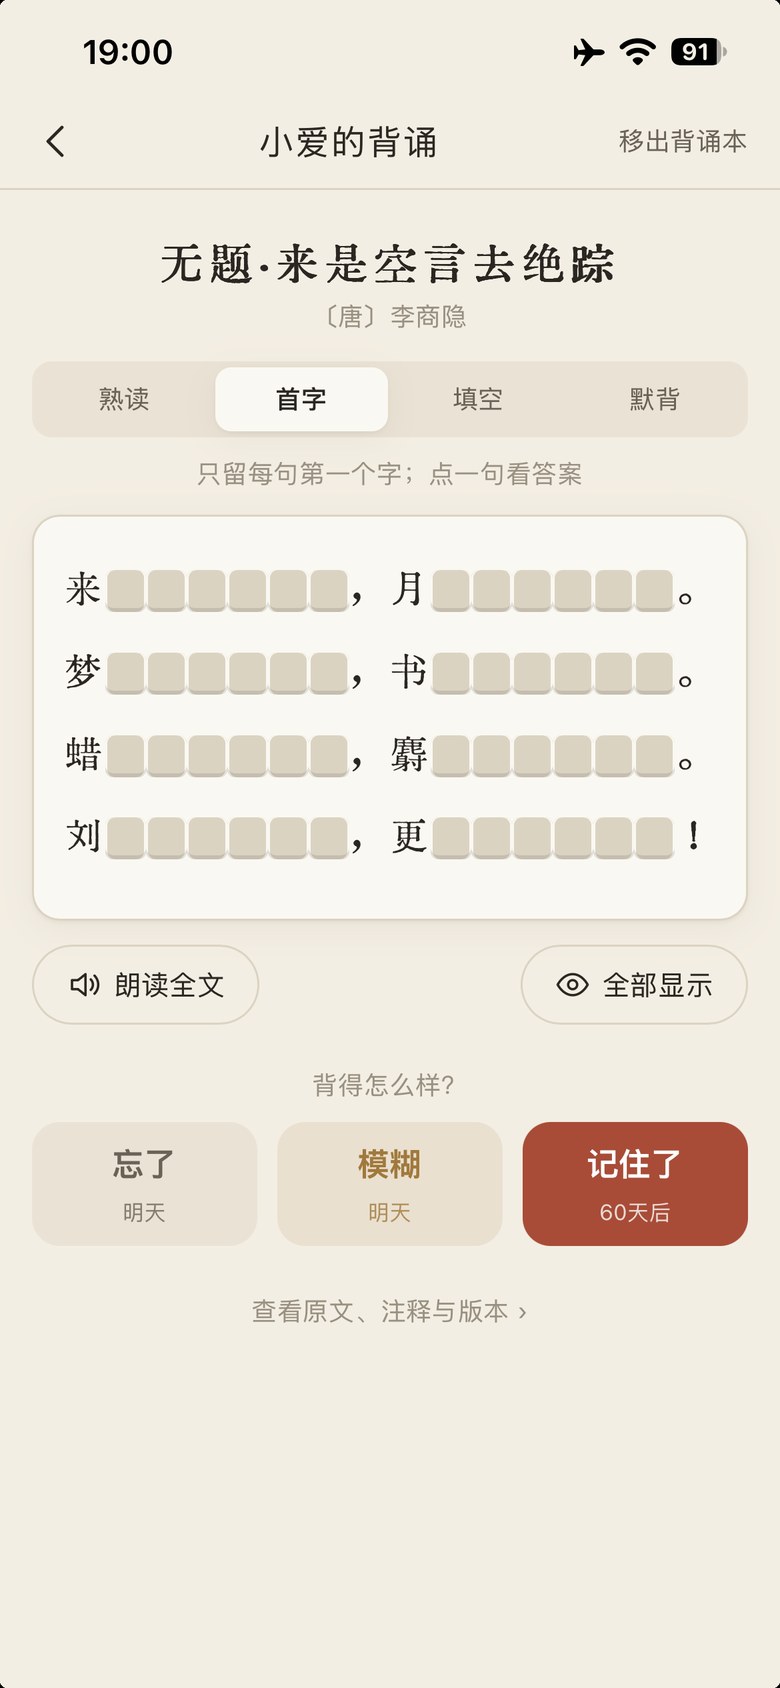 19:00
91
小爱的背诵
移出背诵本
无题·来是空言去绝踪
〔唐〕李商隐
熟读 首字 填空 默背
只留每句第一个字；点一句看答案
来，月。
梦，书。
蜡，麝。
刘，更！
朗读全文
全部显示
背得怎么样?
忘了 模糊 记住了
明天 明天 60天后
查看原文、注释与版本 ›